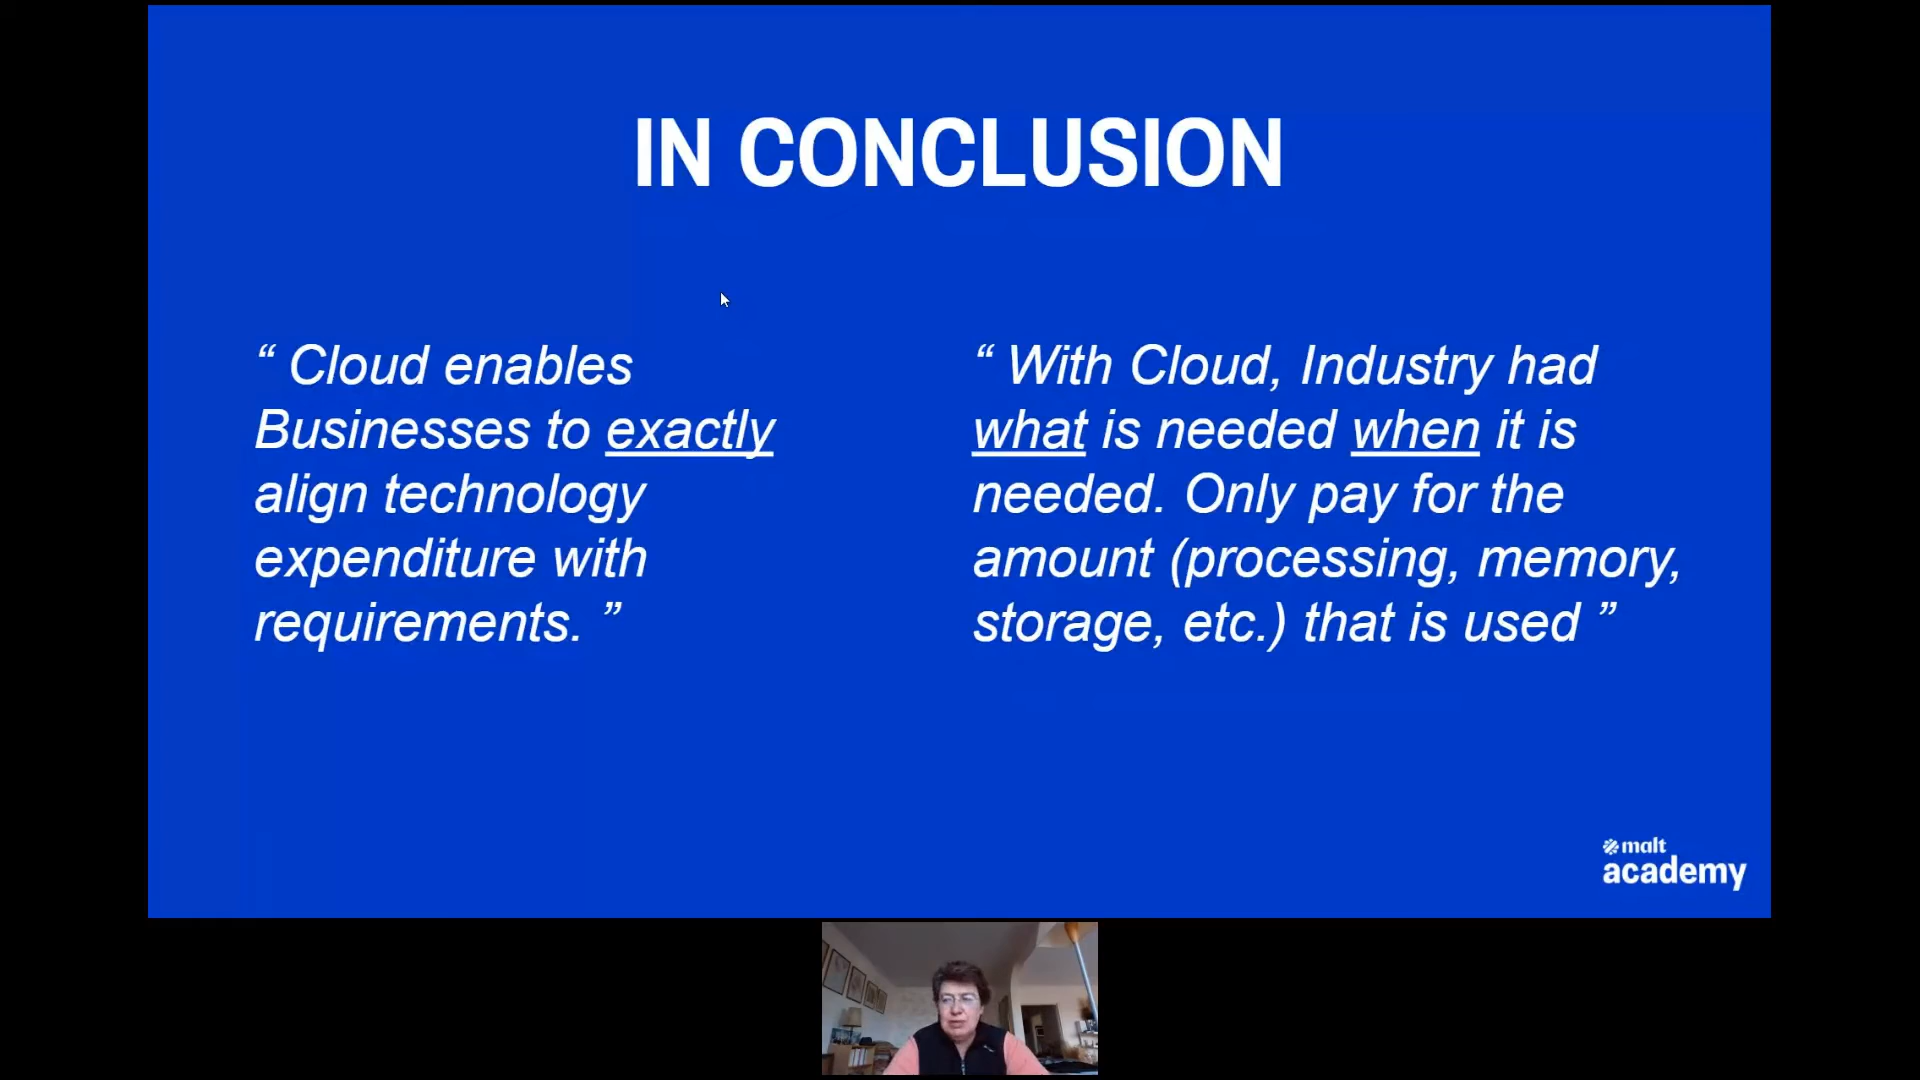 IN CONCLUSION
“ Cloud enables
Businesses to exactly
align technology
expenditure with
requirements. ”
“ With Cloud, Industry had
what is needed when it is
needed. Only pay for the
amount (processing, memory,
storage, etc.) that is used ”
malt
academy